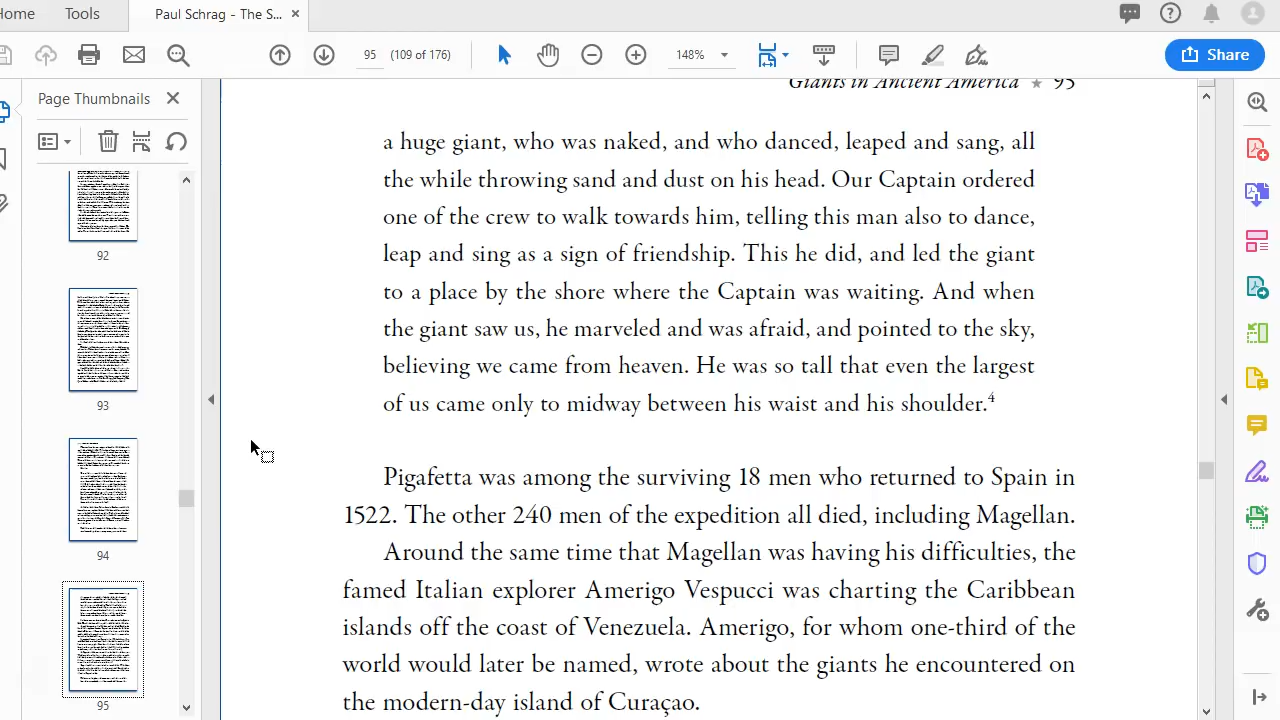 Home Tools Paul Schrag - The S... ×
95 (109 of 176) 148% Share
Page Thumbnails
92
93
94
95
Giants in Ancient America ★ 95
a huge giant, who was naked, and who danced, leaped and sang, all
the while throwing sand and dust on his head. Our Captain ordered
one of the crew to walk towards him, telling this man also to dance,
leap and sing as a sign of friendship. This he did, and led the giant
to a place by the shore where the Captain was waiting. And when
the giant saw us, he marveled and was afraid, and pointed to the sky,
believing we came from heaven. He was so tall that even the largest
of us came only to midway between his waist and his shoulder.4
Pigafetta was among the surviving 18 men who returned to Spain in
1522. The other 240 men of the expedition all died, including Magellan.
Around the same time that Magellan was having his difficulties, the
famed Italian explorer Amerigo Vespucci was charting the Caribbean
islands off the coast of Venezuela. Amerigo, for whom one-third of the
world would later be named, wrote about the giants he encountered on
the modern-day island of Curaçao.